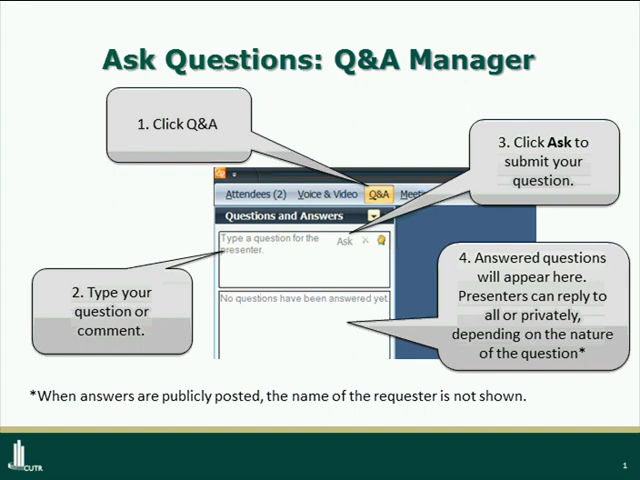 Ask Questions: Q&A Manager
1. Click Q&A
3. Click Ask to
submit your
question.
Attendees (2) Voice & Video Q&A Meeti
Questions and Answers
Type a question for the
presenter.
Ask
2. Type your
question or
comment.
No questions have been answered yet.
4. Answered questions
will appear here.
Presenters can reply to
all or privately,
depending on the nature
of the question*
*When answers are publicly posted, the name of the requester is not shown.
CUTR
1